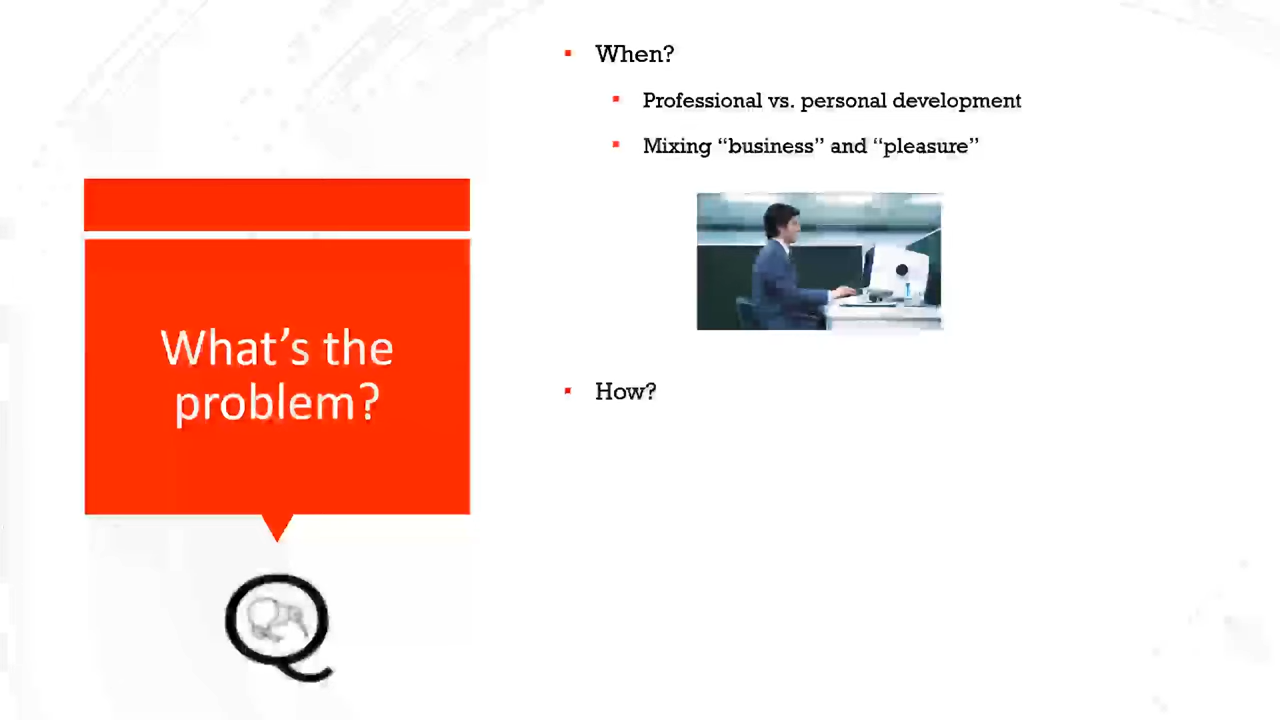 What’s the
problem?
When?
Professional vs. personal development
Mixing “business” and “pleasure”
How?